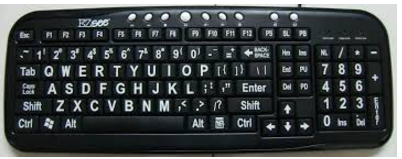 EZsee
Esc F1 F2 F3 F4 F5 F6 F7 F8 F9 F10 F11 F12 PS SL PB
~ 1! 2@ 3# 4$ 5% 6^ 7& 8* 9( 0) - _ = + BACK-SPACE Ins Hm NL / * -
Tab Q W E R T Y U I O P [{ ]} \| End PU 7 8 9 +
Caps Lock A S D F G H J K L ;: '" Enter Del PD 4 5 6
Shift Z X C V B N M ,< .> /? Shift ↑ 1 2 3 Enter
Ctrl Alt Alt Ctrl ← ↓ → 0 Ins . Del